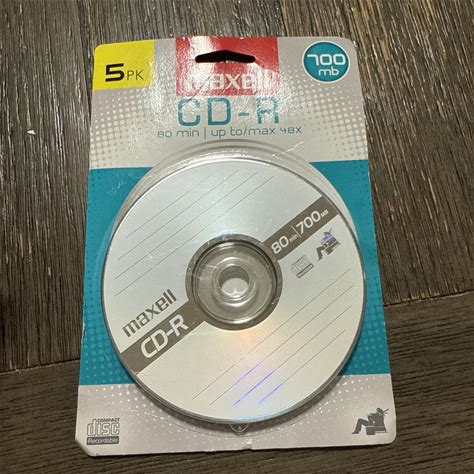 5PK
maxell
700
mb
CD-R
80 min | up to/max 48X
80min|700MB
maxell
CD-R
COMPACT
disc
Recordable